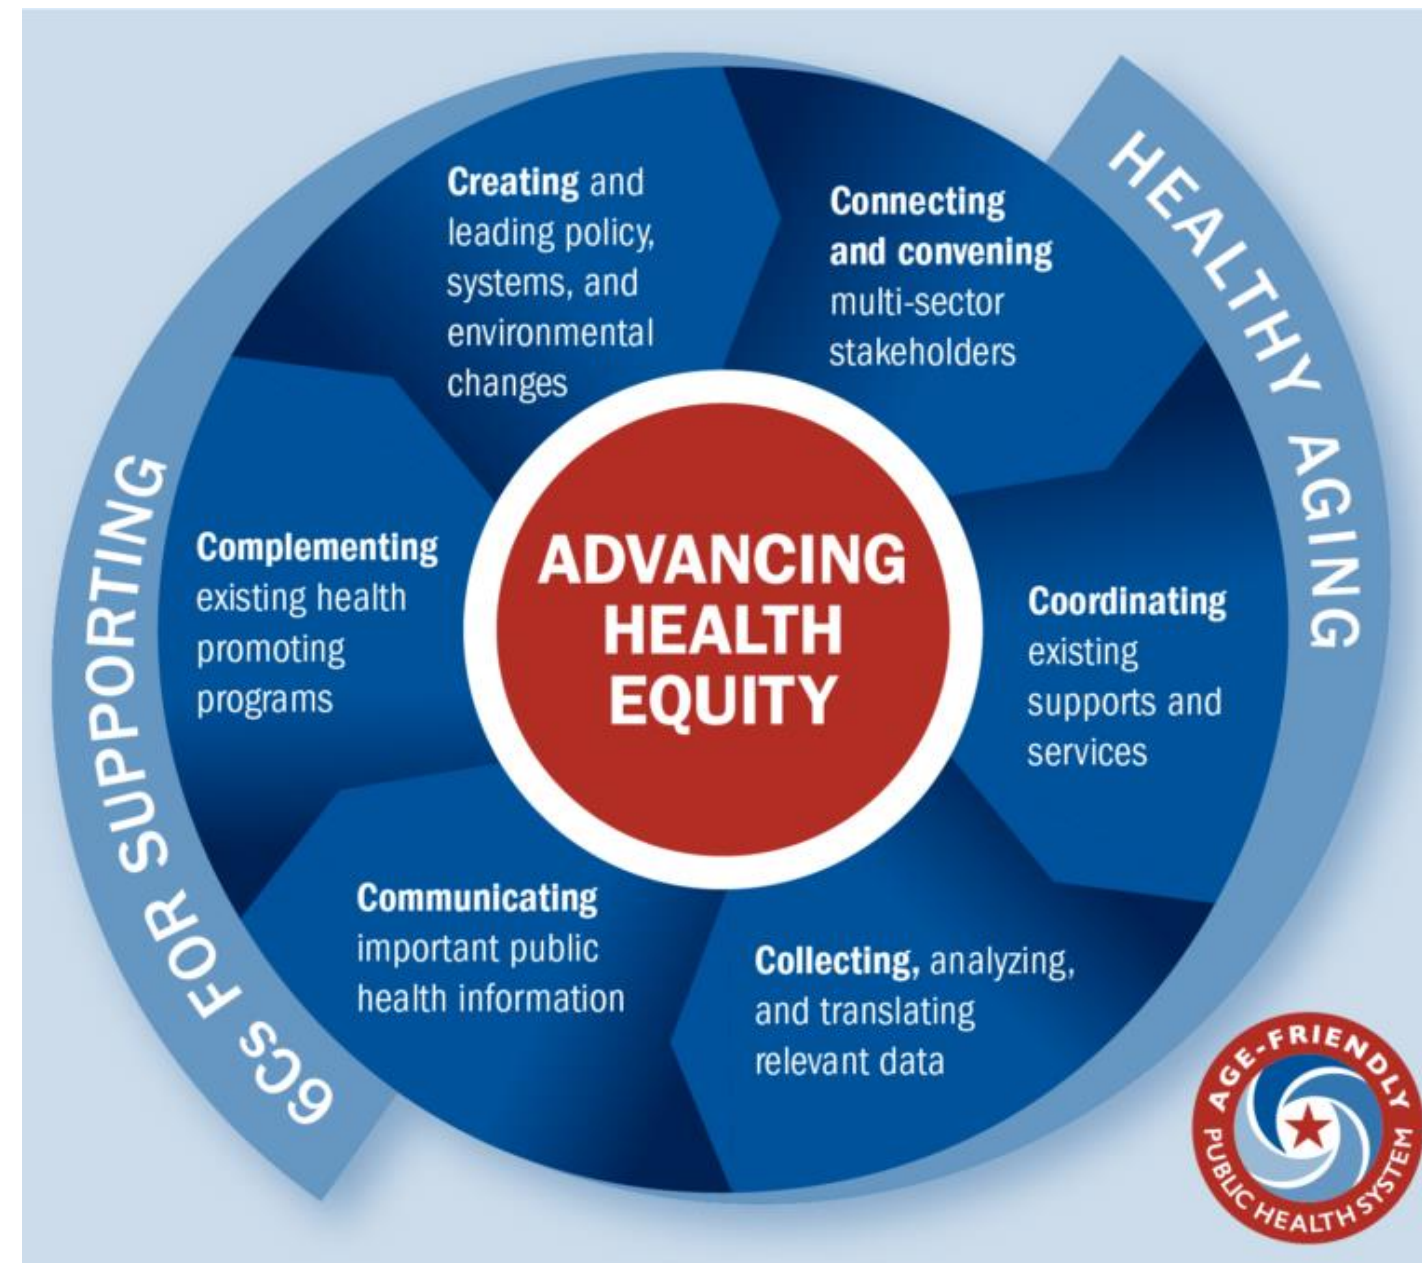 6Cs FOR SUPPORTING
HEALTHY AGING
Creating and
leading policy,
systems, and
environmental
changes
Connecting
and convening
multi-sector
stakeholders
Coordinating
existing
supports and
services
Collecting, analyzing,
and translating
relevant data
Communicating
important public
health information
Complementing
existing health
promoting
programs
ADVANCING
HEALTH
EQUITY
AGE-FRIENDLY
PUBLIC HEALTH SYSTEM